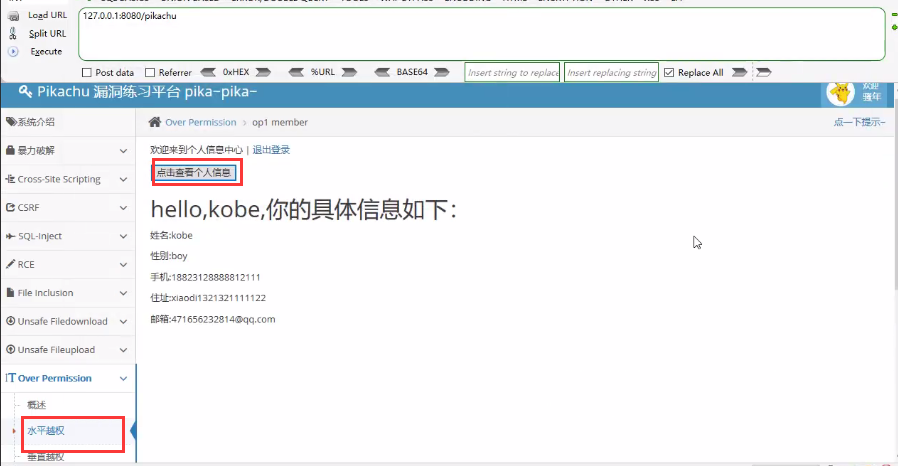 Load URL
127.0.0.1:8080/pikachu
Split URL
Execute
Post data
Referrer
0xHEX
%URL
BASE64
Insert string to replace
Insert replacing string
Replace All
Pikachu 漏洞练习平台 pika~pika~
系统介绍
Over Permission > op1 member
点一下提示~
暴力破解
欢迎来到个人信息中心 | 退出登录
Cross-Site Scripting
点击查看个人信息
CSRF
hello,kobe,你的具体信息如下：
SQL-Inject
姓名:kobe
RCE
性别:boy
手机:18823128888812111
File Inclusion
住址:xiaodi1321321111122
Unsafe Filedownload
邮箱:471656232814@qq.com
Unsafe Fileupload
Over Permission
概述
水平越权
垂直越权